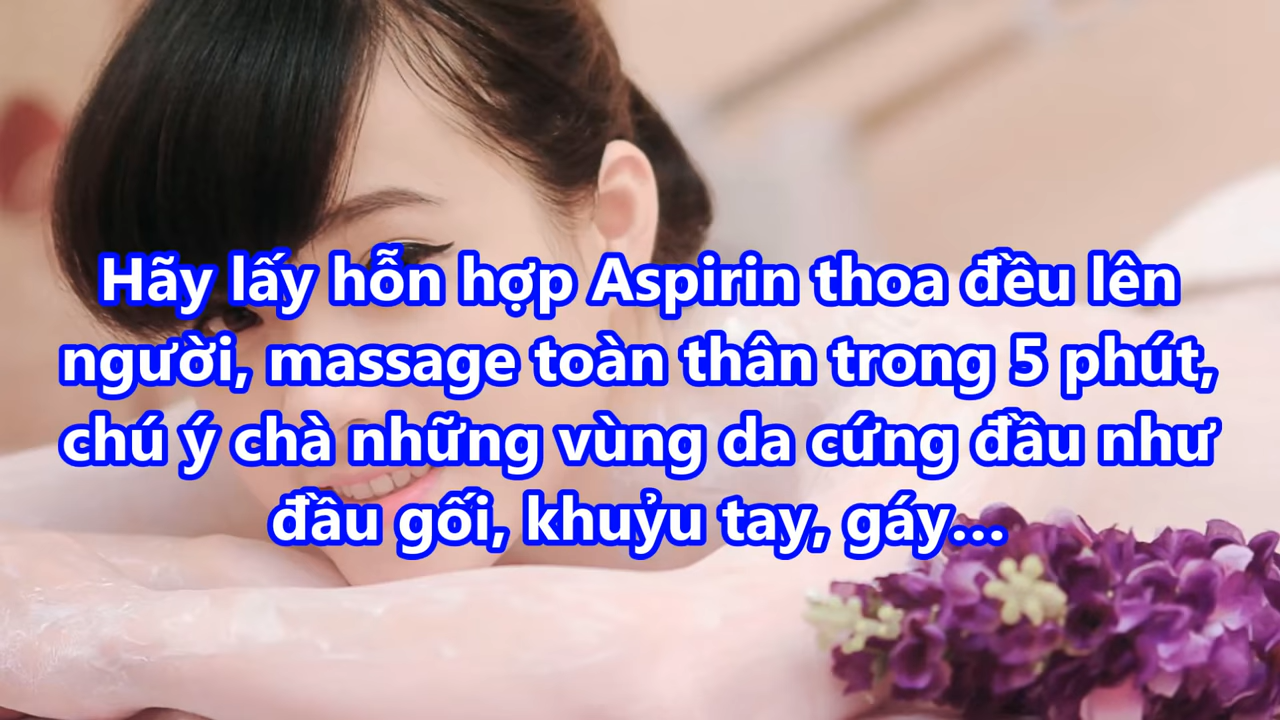 Hãy lấy hỗn hợp Aspirin thoa đều lên
người, massage toàn thân trong 5 phút,
chú ý chà những vùng da cứng đầu như
đầu gối, khuỷu tay, gáy...